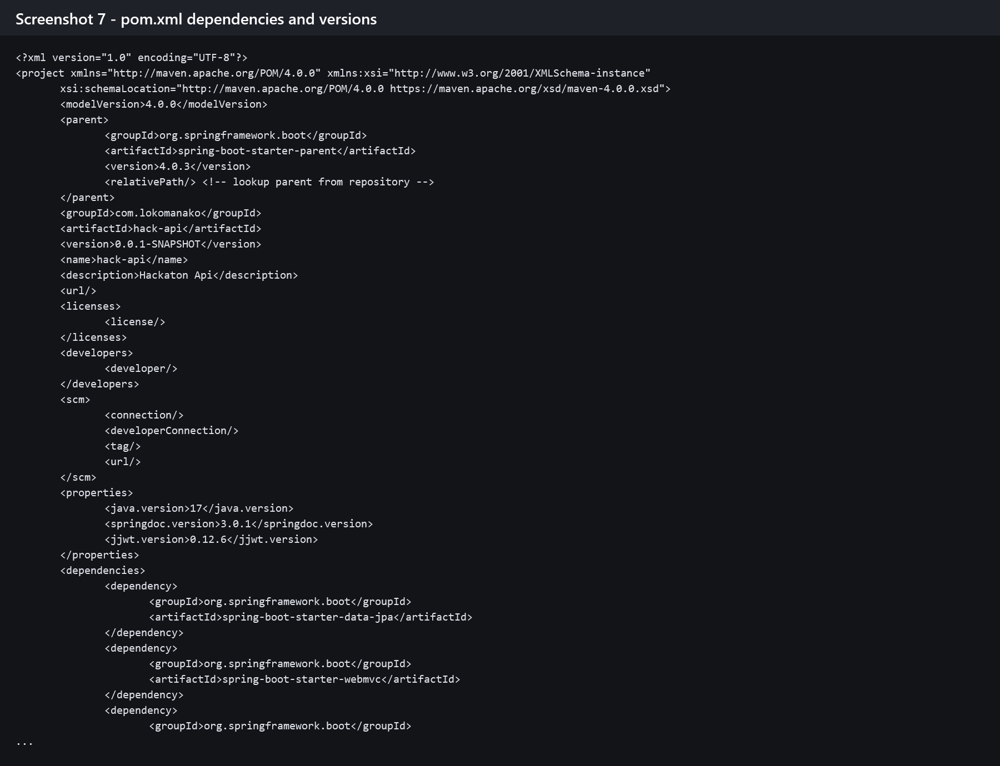 Screenshot 7 - pom.xml dependencies and versions
<?xml version="1.0" encoding="UTF-8"?>
<project xmlns="http://maven.apache.org/POM/4.0.0" xmlns:xsi="http://www.w3.org/2001/XMLSchema-instance"
	xsi:schemaLocation="http://maven.apache.org/POM/4.0.0 https://maven.apache.org/xsd/maven-4.0.0.xsd">
	<modelVersion>4.0.0</modelVersion>
	<parent>
		<groupId>org.springframework.boot</groupId>
		<artifactId>spring-boot-starter-parent</artifactId>
		<version>4.0.3</version>
		<relativePath/> <!-- lookup parent from repository -->
	</parent>
	<groupId>com.lokomanako</groupId>
	<artifactId>hack-api</artifactId>
	<version>0.0.1-SNAPSHOT</version>
	<name>hack-api</name>
	<description>Hackaton Api</description>
	<url/>
	<licenses>
		<license/>
	</licenses>
	<developers>
		<developer/>
	</developers>
	<scm>
		<connection/>
		<developerConnection/>
		<tag/>
		<url/>
	</scm>
	<properties>
		<java.version>17</java.version>
		<springdoc.version>3.0.1</springdoc.version>
		<jjwt.version>0.12.6</jjwt.version>
	</properties>
	<dependencies>
		<dependency>
			<groupId>org.springframework.boot</groupId>
			<artifactId>spring-boot-starter-data-jpa</artifactId>
		</dependency>
		<dependency>
			<groupId>org.springframework.boot</groupId>
			<artifactId>spring-boot-starter-webmvc</artifactId>
		</dependency>
		<dependency>
			<groupId>org.springframework.boot</groupId>
...